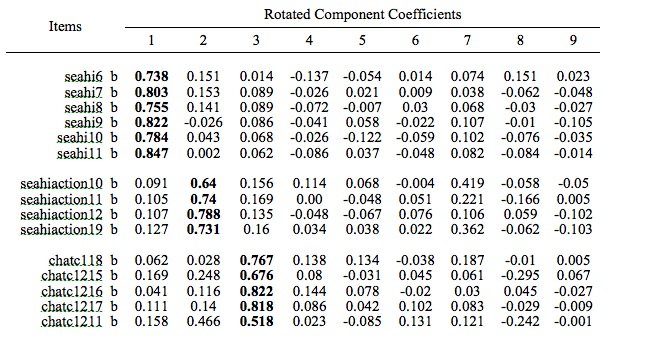 Rotated Component Coefficients
Items
1 2 3 4 5 6 7 8 9
seahi6 b 0.738 0.151 0.014 -0.137 -0.054 0.014 0.074 0.151 0.023
seahi7 b 0.803 0.153 0.089 -0.026 0.021 0.009 0.038 -0.062 -0.048
seahi8 b 0.755 0.141 0.089 -0.072 -0.007 0.03 0.068 -0.03 -0.027
seahi9 b 0.822 -0.026 0.086 -0.041 0.058 -0.022 0.107 -0.01 -0.105
seahi10 b 0.784 0.043 0.068 -0.026 -0.122 -0.059 0.102 -0.076 -0.035
seahi11 b 0.847 0.002 0.062 -0.086 0.037 -0.048 0.082 -0.084 -0.014
seahiaction10 b 0.091 0.64 0.156 0.114 0.068 -0.004 0.419 -0.058 -0.05
seahiaction11 b 0.105 0.74 0.169 0.00 -0.048 0.051 0.221 -0.166 0.005
seahiaction12 b 0.107 0.788 0.135 -0.048 -0.067 0.076 0.106 0.059 -0.102
seahiaction19 b 0.127 0.731 0.16 0.034 0.038 0.022 0.362 -0.062 -0.103
chatc118 b 0.062 0.028 0.767 0.138 0.134 -0.038 0.187 -0.01 0.005
chatc1215 b 0.169 0.248 0.676 0.08 -0.031 0.045 0.061 -0.295 0.067
chatc1216 b 0.041 0.116 0.822 0.144 0.078 -0.02 0.03 0.045 -0.027
chatc1217 b 0.111 0.14 0.818 0.086 0.042 0.102 0.083 -0.029 -0.009
chatc1211 b 0.158 0.466 0.518 0.023 -0.085 0.131 0.121 -0.242 -0.001